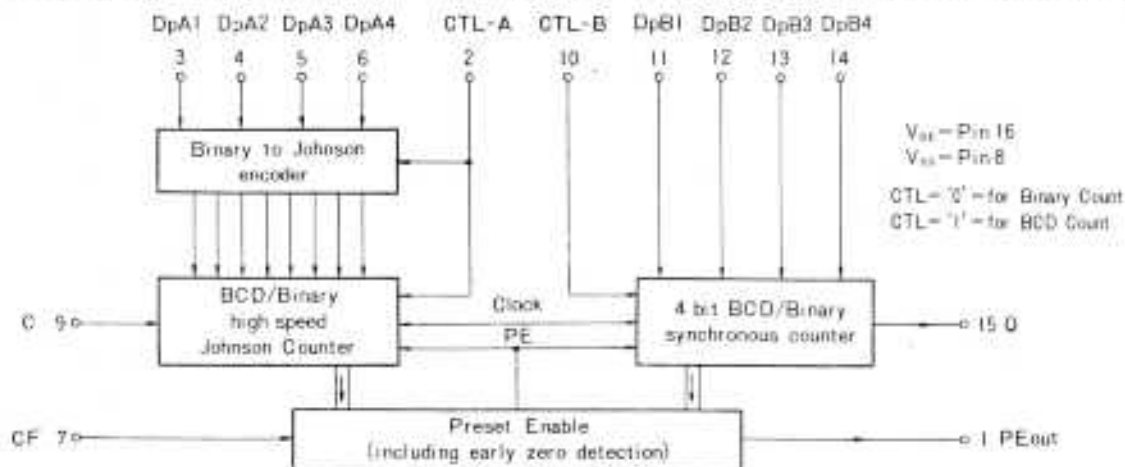 DpA1 DpA2 DpA3 DpA4 CTL-A CTL-B DpB1 DpB2 DpB3 DpB4
3 4 5 6 2 10 11 12 13 14
Binary to Johnson
encoder
Pin 16
Pin 8
CTL="0"-for Binary Count
CTL="1"-for BCD Count
BCD/Binary
high speed
Johnson Counter
Clock
PE
4 bit BCD/Binary
synchronous counter
C 9
15 Q
Preset Enable
(including early zero detection)
CF 7
1 PEout